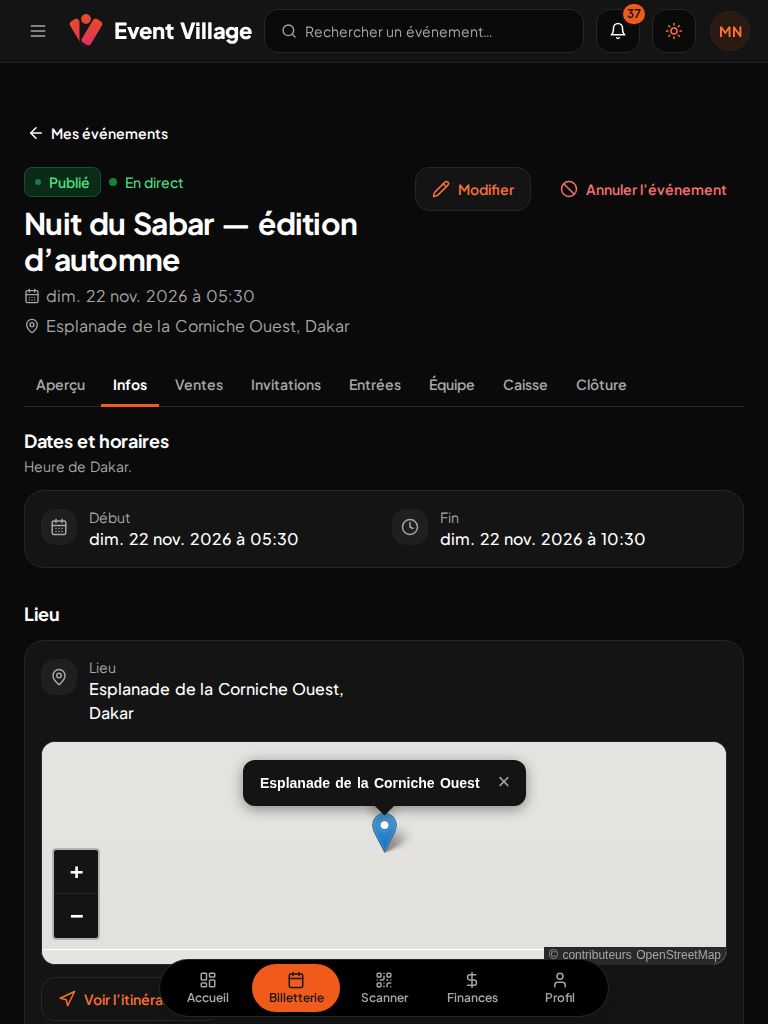 Event Village
Rechercher un événement…
37
MN
Mes événements
Publié
En direct
Modifier
Annuler l’événement
Nuit du Sabar — édition
d’automne
dim. 22 nov. 2026 à 05:30
Esplanade de la Corniche Ouest, Dakar
Aperçu Infos Ventes Invitations Entrées Équipe Caisse Clôture
Dates et horaires
Heure de Dakar.
Début
dim. 22 nov. 2026 à 05:30
Fin
dim. 22 nov. 2026 à 10:30
Lieu
Lieu
Esplanade de la Corniche Ouest,
Dakar
Esplanade de la Corniche Ouest ×
+
−
© contributeurs OpenStreetMap
Voir l’itinéra
Accueil Billetterie Scanner Finances Profil